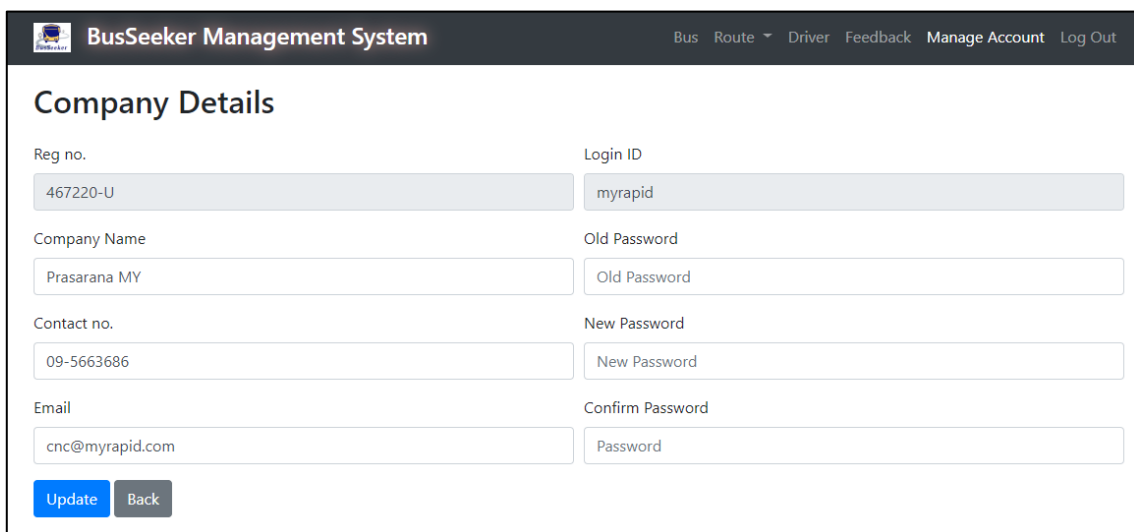 BusSeeker
BusSeeker Management System
Bus Route Driver Feedback Manage Account Log Out
Company Details
Reg no.
Login ID
467220-U
myrapid
Company Name
Old Password
Prasarana MY
Old Password
Contact no.
New Password
09-5663686
New Password
Email
Confirm Password
cnc@myrapid.com
Password
Update
Back